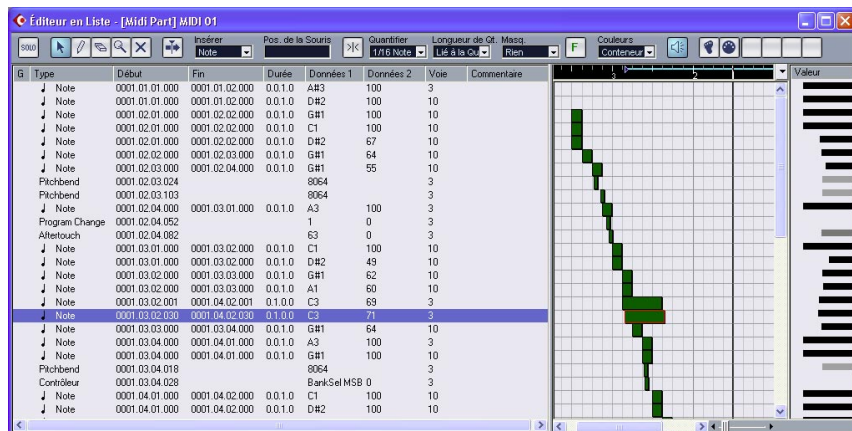 Éditeur en Liste - [Midi Part] MIDI 01
Insérer Pos. de la Souris Quantifier Longueur de Qt. Masq. Couleurs
SOLO Note 1/16 Note Lié à la Qu Rien F Conteneur
G Type Début Fin Durée Données 1 Données 2 Voie Commentaire 3 2 1 Valeur
Note 0001.01.01.000 0001.01.02.000 0.0.1.0 A#3 100 3
Note 0001.01.01.000 0001.01.02.000 0.0.1.0 D#2 100 10
Note 0001.02.01.000 0001.02.02.000 0.0.1.0 G#1 100 10
Note 0001.02.01.000 0001.02.02.000 0.0.1.0 C1 100 10
Note 0001.02.01.000 0001.02.02.000 0.0.1.0 D#2 67 10
Note 0001.02.02.000 0001.02.03.000 0.0.1.0 G#1 64 10
Note 0001.02.03.000 0001.02.04.000 0.0.1.0 G#1 55 10
Pitchbend 0001.02.03.024 8064 3
Pitchbend 0001.02.03.103 8064 3
Note 0001.02.04.000 0001.03.01.000 0.0.1.0 A3 100 3
Program Change 0001.02.04.052 1 0 3
Aftertouch 0001.02.04.082 63 0 3
Note 0001.03.01.000 0001.03.02.000 0.0.1.0 C1 100 10
Note 0001.03.01.000 0001.03.02.000 0.0.1.0 D#2 49 10
Note 0001.03.02.000 0001.03.03.000 0.0.1.0 G#1 62 10
Note 0001.03.02.000 0001.03.03.000 0.0.1.0 A1 60 10
Note 0001.03.02.001 0001.04.02.001 0.1.0.0 C3 69 3
Note 0001.03.02.030 0001.04.02.030 0.1.0.0 C3 71 3
Note 0001.03.03.000 0001.03.04.000 0.0.1.0 G#1 64 10
Note 0001.03.04.000 0001.04.01.000 0.0.1.0 A3 100 3
Note 0001.03.04.000 0001.04.01.000 0.0.1.0 G#1 100 10
Pitchbend 0001.03.04.018 8064 3
Contrôleur 0001.03.04.028 BankSel MSB 0 3
Note 0001.04.01.000 0001.04.02.000 0.0.1.0 C1 100 10
Note 0001.04.01.000 0001.04.02.000 0.0.1.0 D#2 100 10